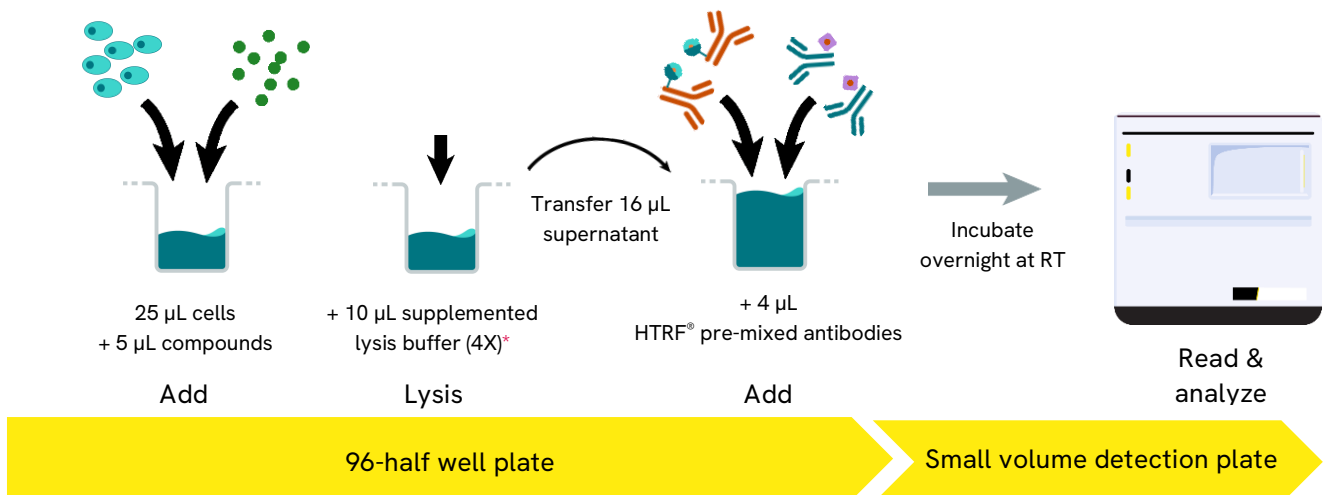 Transfer 16 µL
supernatant
Incubate
overnight at RT
25 µL cells
+ 5 µL compounds
+ 10 µL supplemented
lysis buffer (4X)*
+ 4 µL
HTRF® pre-mixed antibodies
Add
Lysis
Add
Read &
analyze
96-half well plate
Small volume detection plate